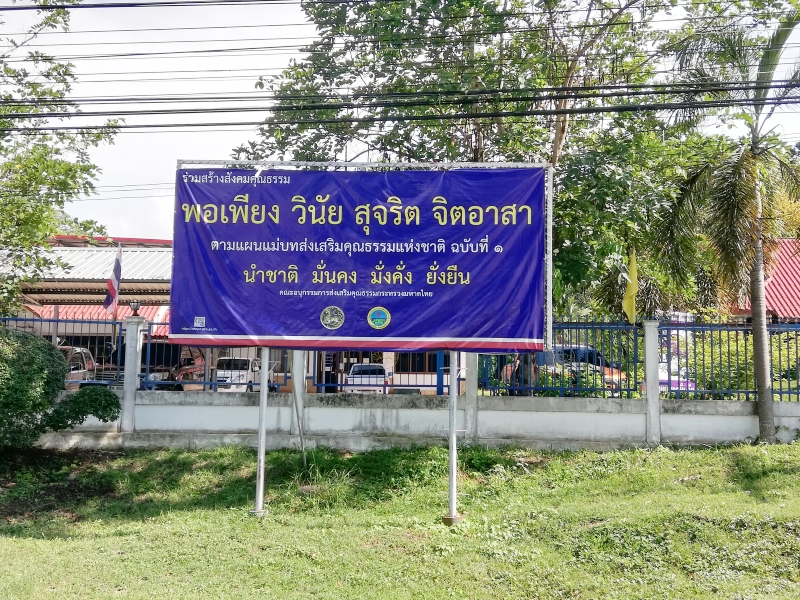 ร่วมสร้างสังคมคุณธรรม
พอเพียง วินัย สุจริต จิตอาสา
ตามแผนแม่บทส่งเสริมคุณธรรมแห่งชาติ ฉบับที่ ๑
นำชาติ มั่นคง มั่งคั่ง ยั่งยืน
คณะอนุกรรมการส่งเสริมคุณธรรมกระทรวงมหาดไทย